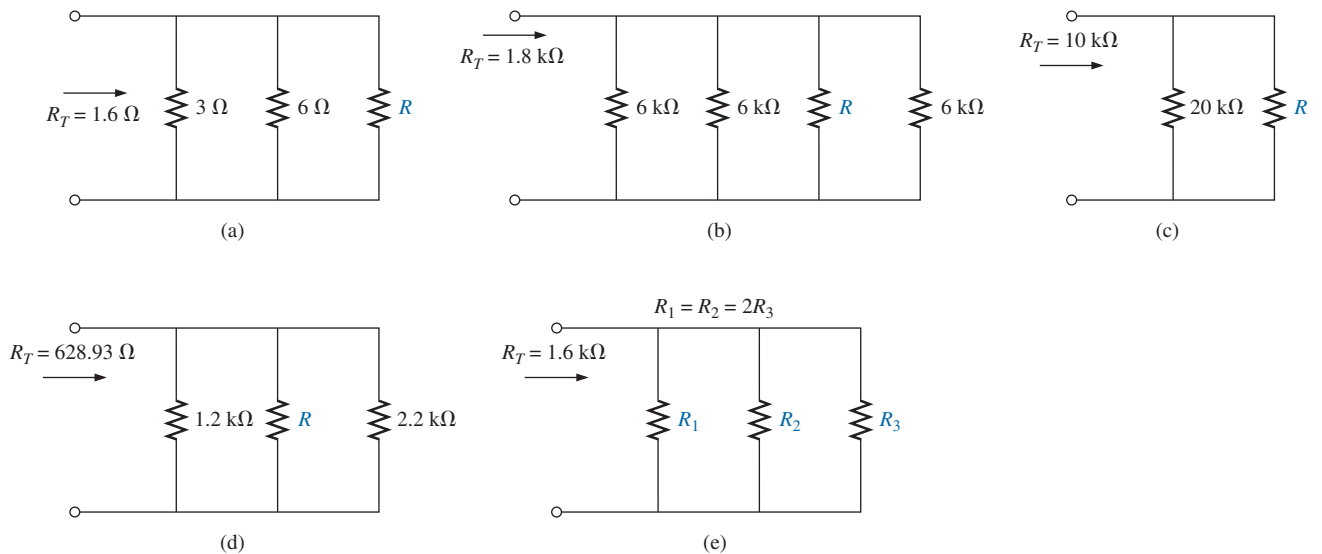 R_T = 1.6 Ω
3 Ω
6 Ω
R
(a)
R_T = 1.8 kΩ
6 kΩ
6 kΩ
R
6 kΩ
(b)
R_T = 10 kΩ
20 kΩ
R
(c)
R_T = 628.93 Ω
1.2 kΩ
R
2.2 kΩ
(d)
R_1 = R_2 = 2R_3
R_T = 1.6 kΩ
R_1
R_2
R_3
(e)